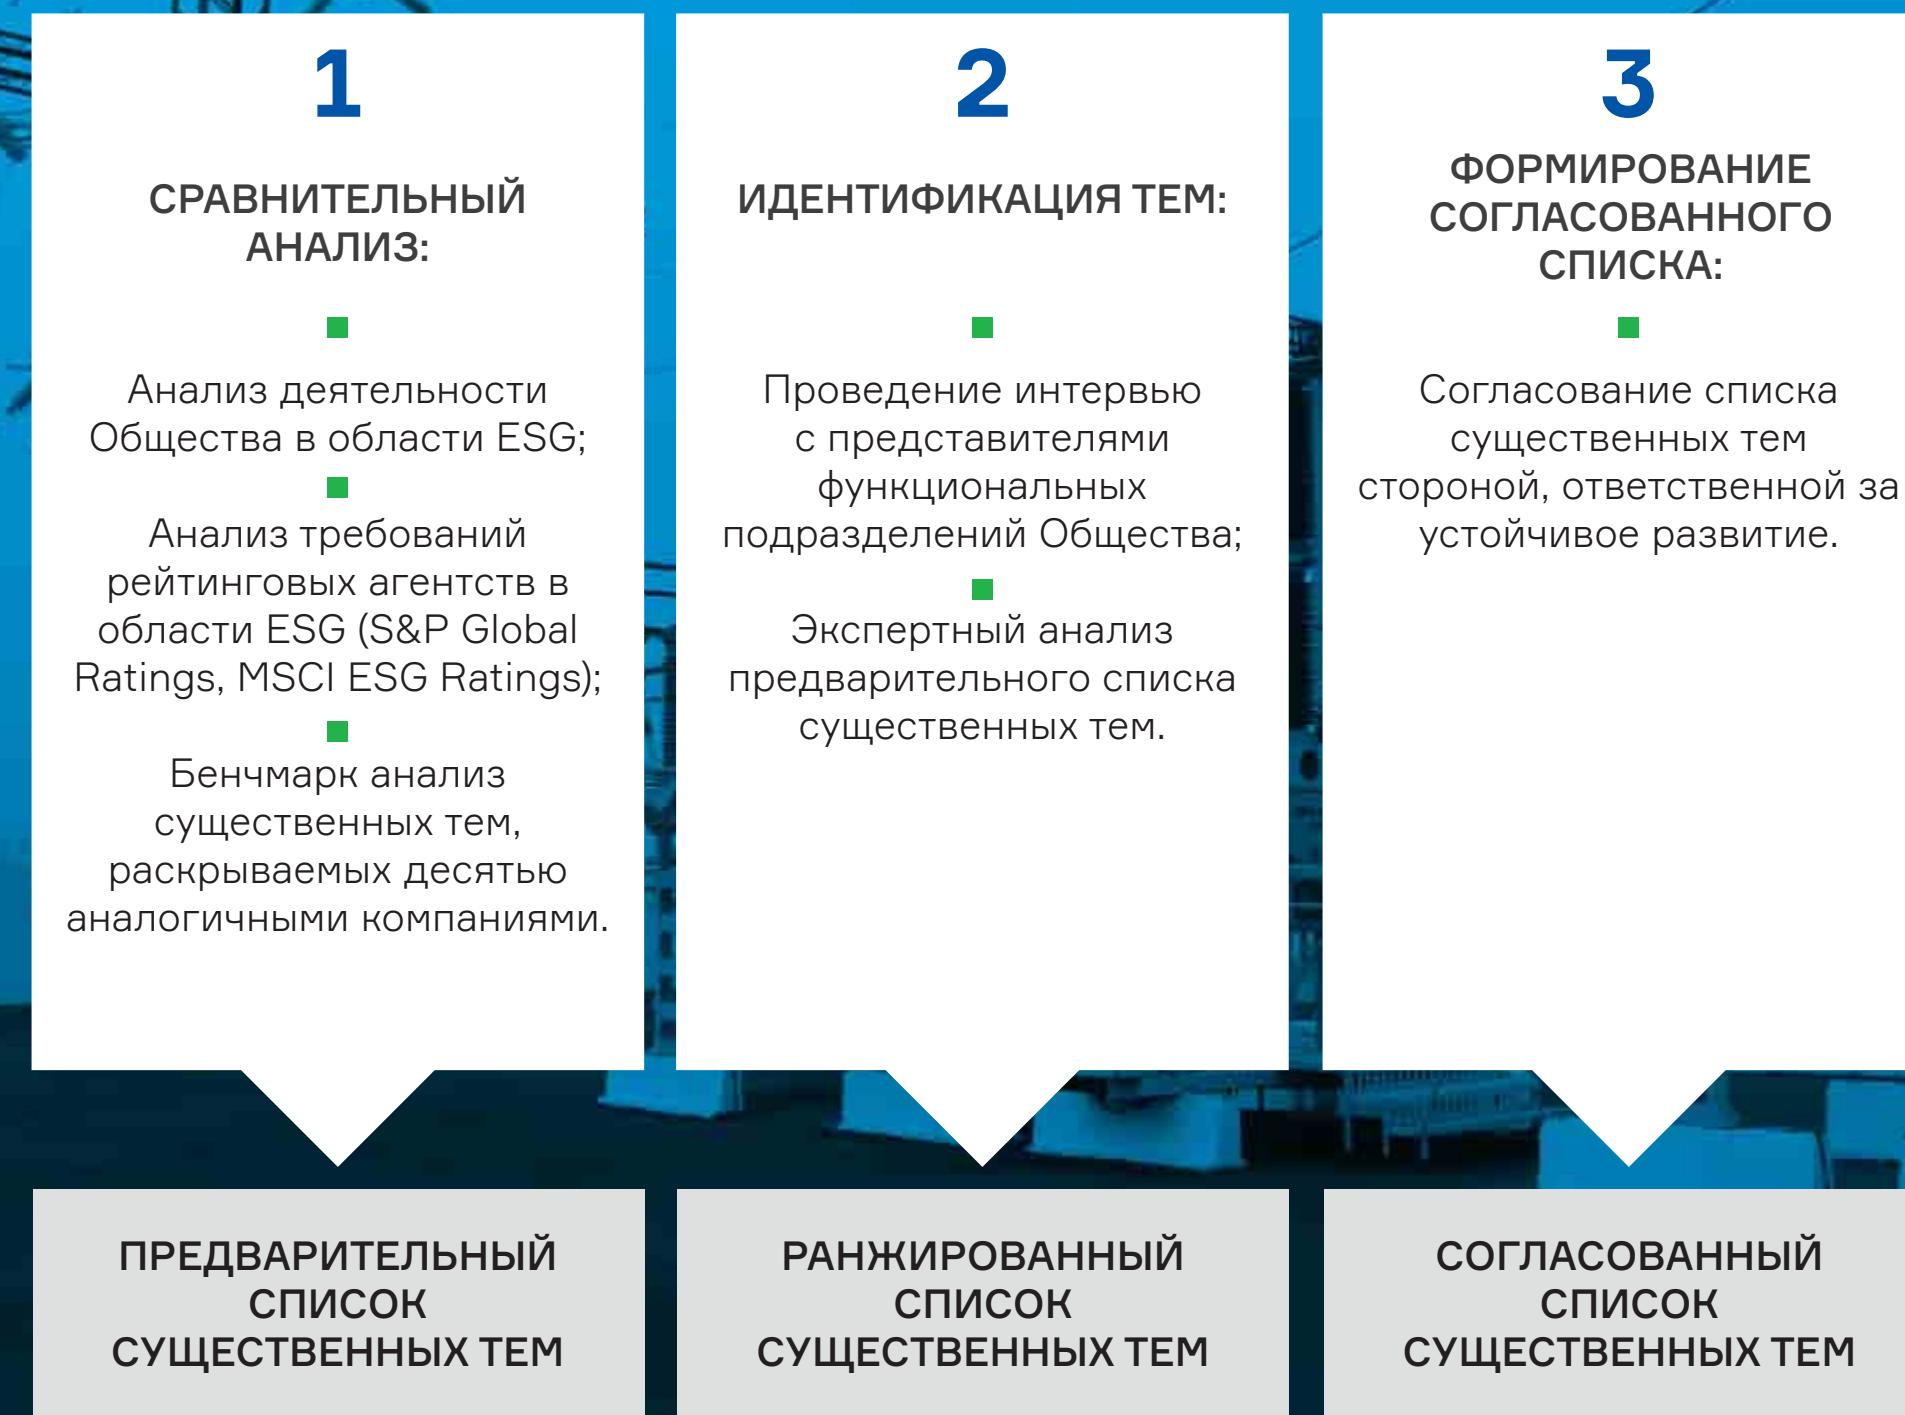 1
СРАВНИТЕЛЬНЫЙ
АНАЛИЗ:
Анализ деятельности
Общества в области ESG;
Анализ требований
рейтинговых агентств в
области ESG (S&P Global
Ratings, MSCI ESG Ratings);
Бенчмарк анализ
существенных тем,
раскрываемых десятью
аналогичными компаниями.
ПРЕДВАРИТЕЛЬНЫЙ
СПИСОК
СУЩЕСТВЕННЫХ ТЕМ
2
ИДЕНТИФИКАЦИЯ ТЕМ:
Проведение интервью
с представителями
функциональных
подразделений Общества;
Экспертный анализ
предварительного списка
существенных тем.
РАНЖИРОВАННЫЙ
СПИСОК
СУЩЕСТВЕННЫХ ТЕМ
3
ФОРМИРОВАНИЕ
СОГЛАСОВАННОГО
СПИСКА:
Согласование списка
существенных тем
стороной, ответственной за
устойчивое развитие.
СОГЛАСОВАННЫЙ
СПИСОК
СУЩЕСТВЕННЫХ ТЕМ